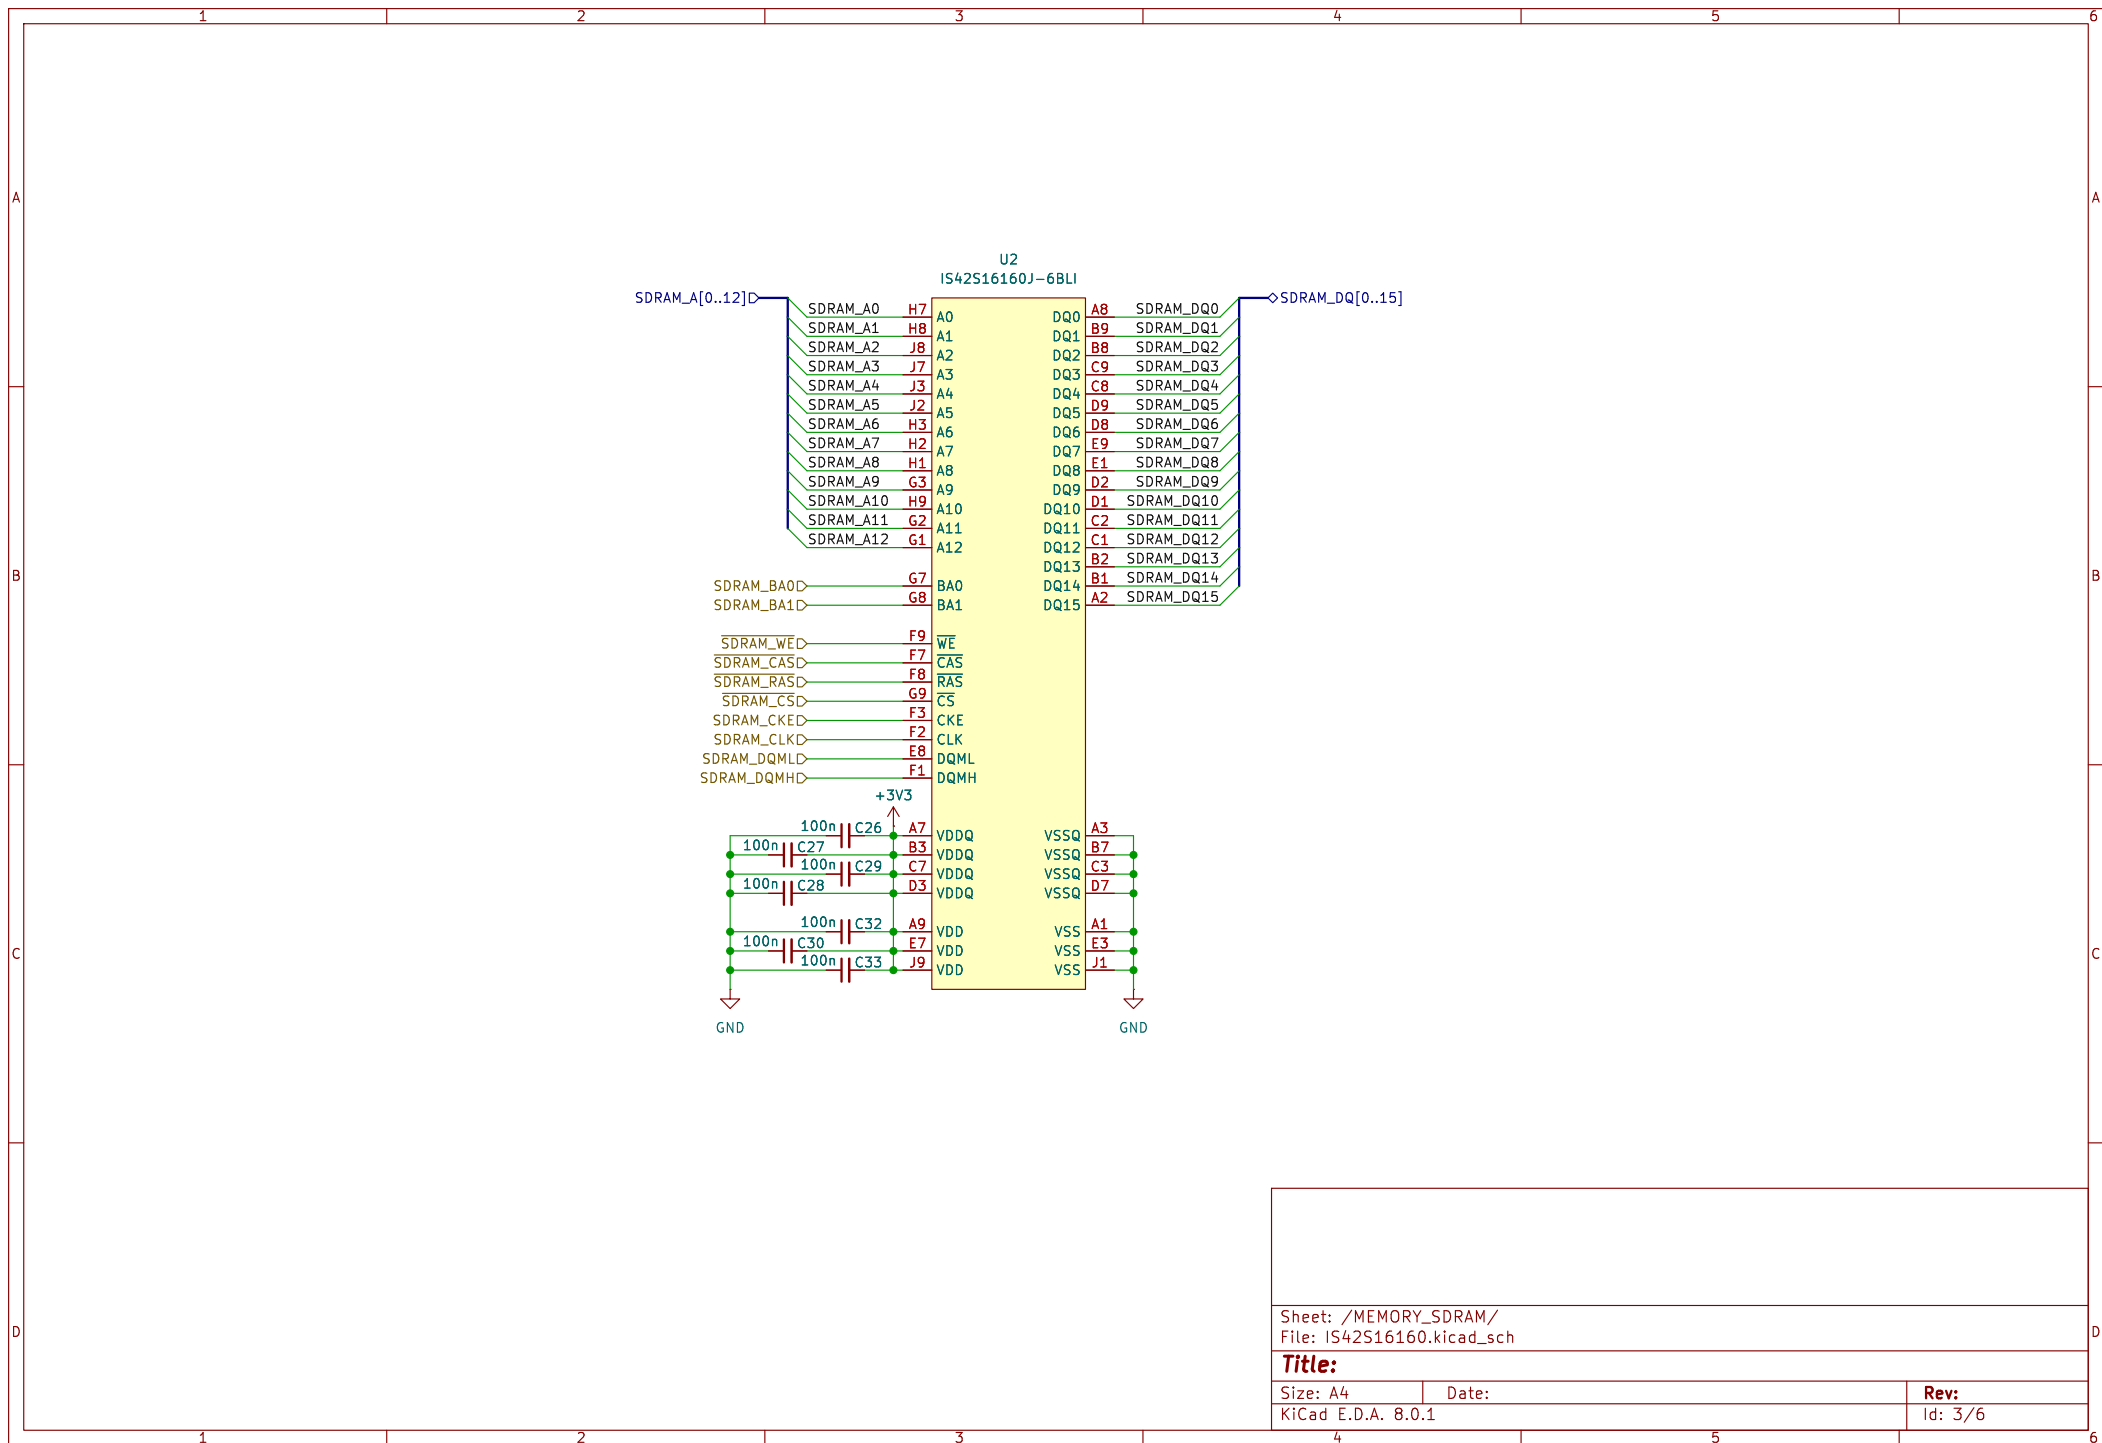 1 2 3 4 5 6
A A
U2
IS42S16160J-6BLI
SDRAM_A[0..12] SDRAM_DQ[0..15]
SDRAM_A0 H7 A0 DQ0 A8 SDRAM_DQ0
SDRAM_A1 H8 A1 DQ1 B9 SDRAM_DQ1
SDRAM_A2 J8 A2 DQ2 B8 SDRAM_DQ2
SDRAM_A3 J7 A3 DQ3 C9 SDRAM_DQ3
SDRAM_A4 J3 A4 DQ4 C8 SDRAM_DQ4
SDRAM_A5 J2 A5 DQ5 D9 SDRAM_DQ5
SDRAM_A6 H3 A6 DQ6 D8 SDRAM_DQ6
SDRAM_A7 H2 A7 DQ7 E9 SDRAM_DQ7
SDRAM_A8 H1 A8 DQ8 E1 SDRAM_DQ8
SDRAM_A9 G3 A9 DQ9 D2 SDRAM_DQ9
SDRAM_A10 H9 A10 DQ10 D1 SDRAM_DQ10
SDRAM_A11 G2 A11 DQ11 C2 SDRAM_DQ11
SDRAM_A12 G1 A12 DQ12 C1 SDRAM_DQ12
DQ13 B2 SDRAM_DQ13
B SDRAM_BA0 G7 BA0 DQ14 B1 SDRAM_DQ14 B
SDRAM_BA1 G8 BA1 DQ15 A2 SDRAM_DQ15
SDRAM_WE F9 WE
SDRAM_CAS F7 CAS
SDRAM_RAS F8 RAS
SDRAM_CS G9 CS
SDRAM_CKE F3 CKE
SDRAM_CLK F2 CLK
SDRAM_DQML E8 DQML
SDRAM_DQMH F1 DQMH
+3V3
100n C26 A7 VDDQ VSSQ A3
100n C27 B3 VDDQ VSSQ B7
100n C29 C7 VDDQ VSSQ C3
100n C28 D3 VDDQ VSSQ D7
100n C32 A9 VDD VSS A1
C 100n C30 E7 VDD VSS E3 C
100n C33 J9 VDD VSS J1
GND GND
Sheet: /MEMORY_SDRAM/
D File: IS42S16160.kicad_sch D
Title:
Size: A4 Date: Rev:
KiCad E.D.A. 8.0.1 Id: 3/6
1 2 3 4 5 6